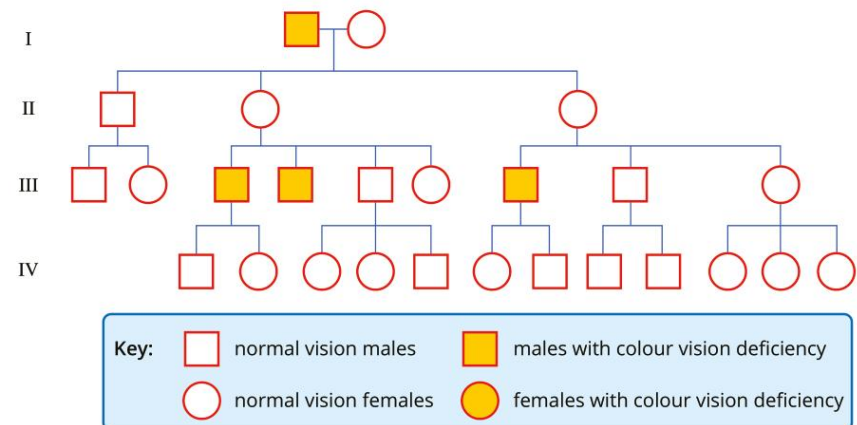 I
II
III
IV
Key: normal vision males males with colour vision deficiency
normal vision females females with colour vision deficiency